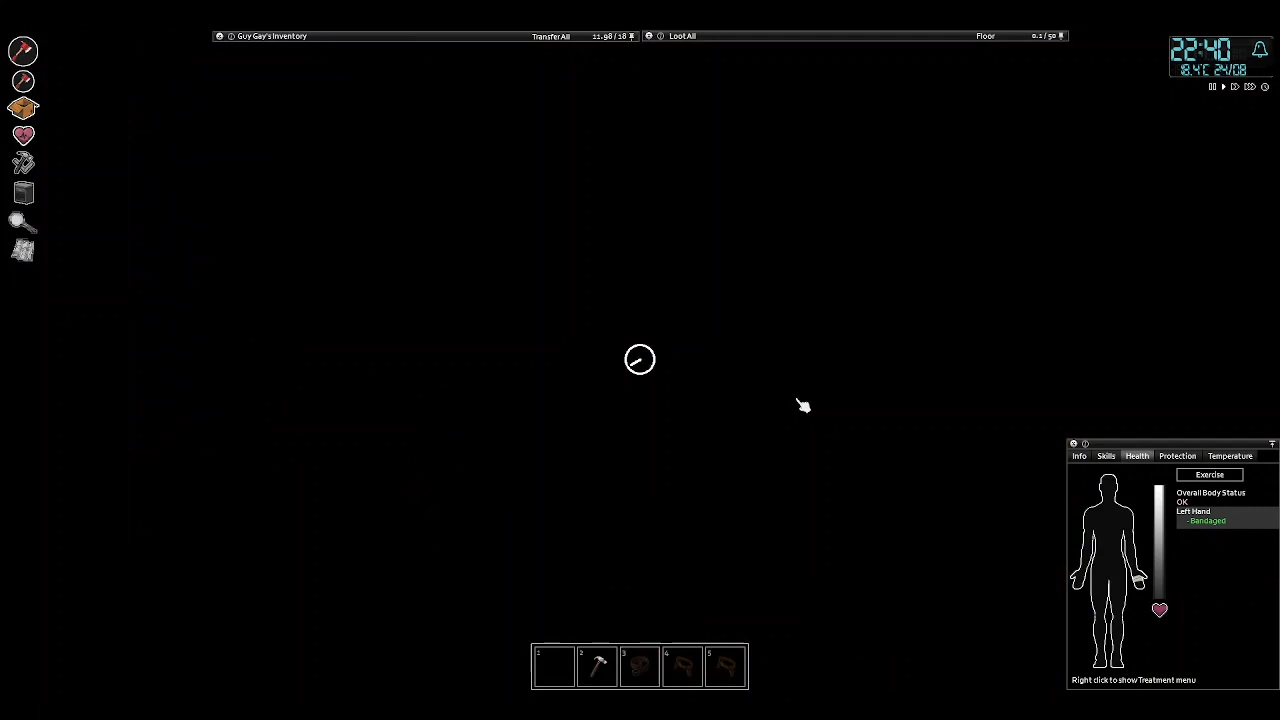 Guy Gay's Inventory Transfer All 11.98 / 18
Loot All Floor 0.1 / 50
22:40
18.4°C 24/08
Info Skills Health Protection Temperature
Exercise
Overall Body Status
OK
Left Hand
- Bandaged
1 2 3 4 5
Right click to show Treatment menu